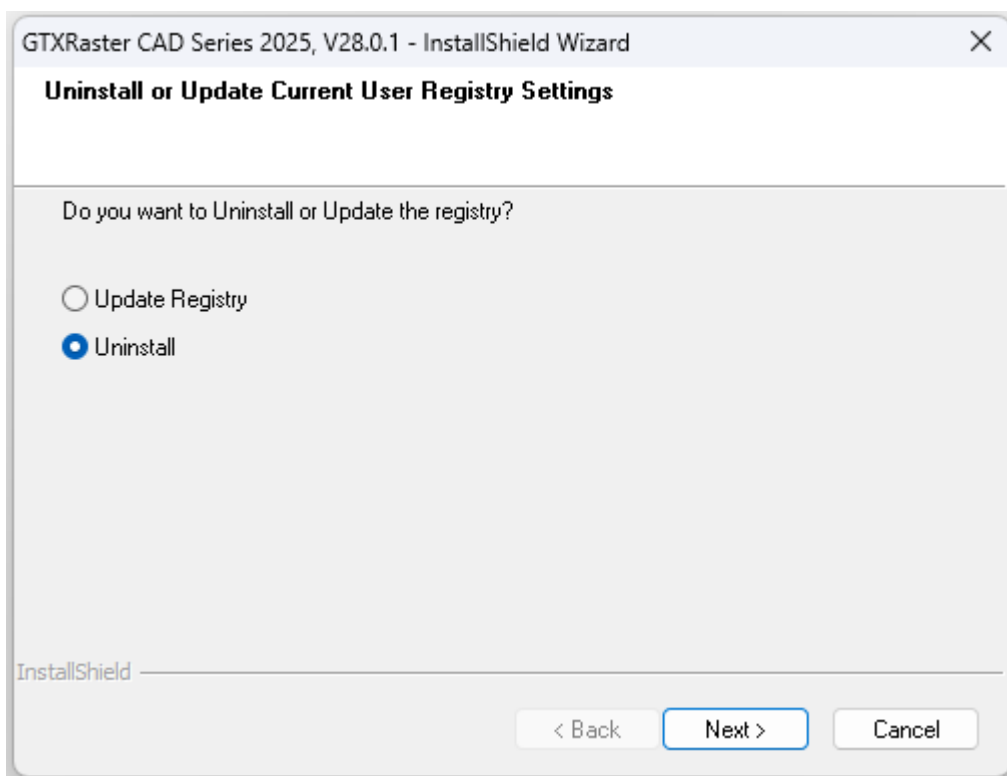 GTXRaster CAD Series 2025, V28.0.1 - InstallShield Wizard
Uninstall or Update Current User Registry Settings
Do you want to Uninstall or Update the registry?
Update Registry
Uninstall
InstallShield
< Back Next > Cancel